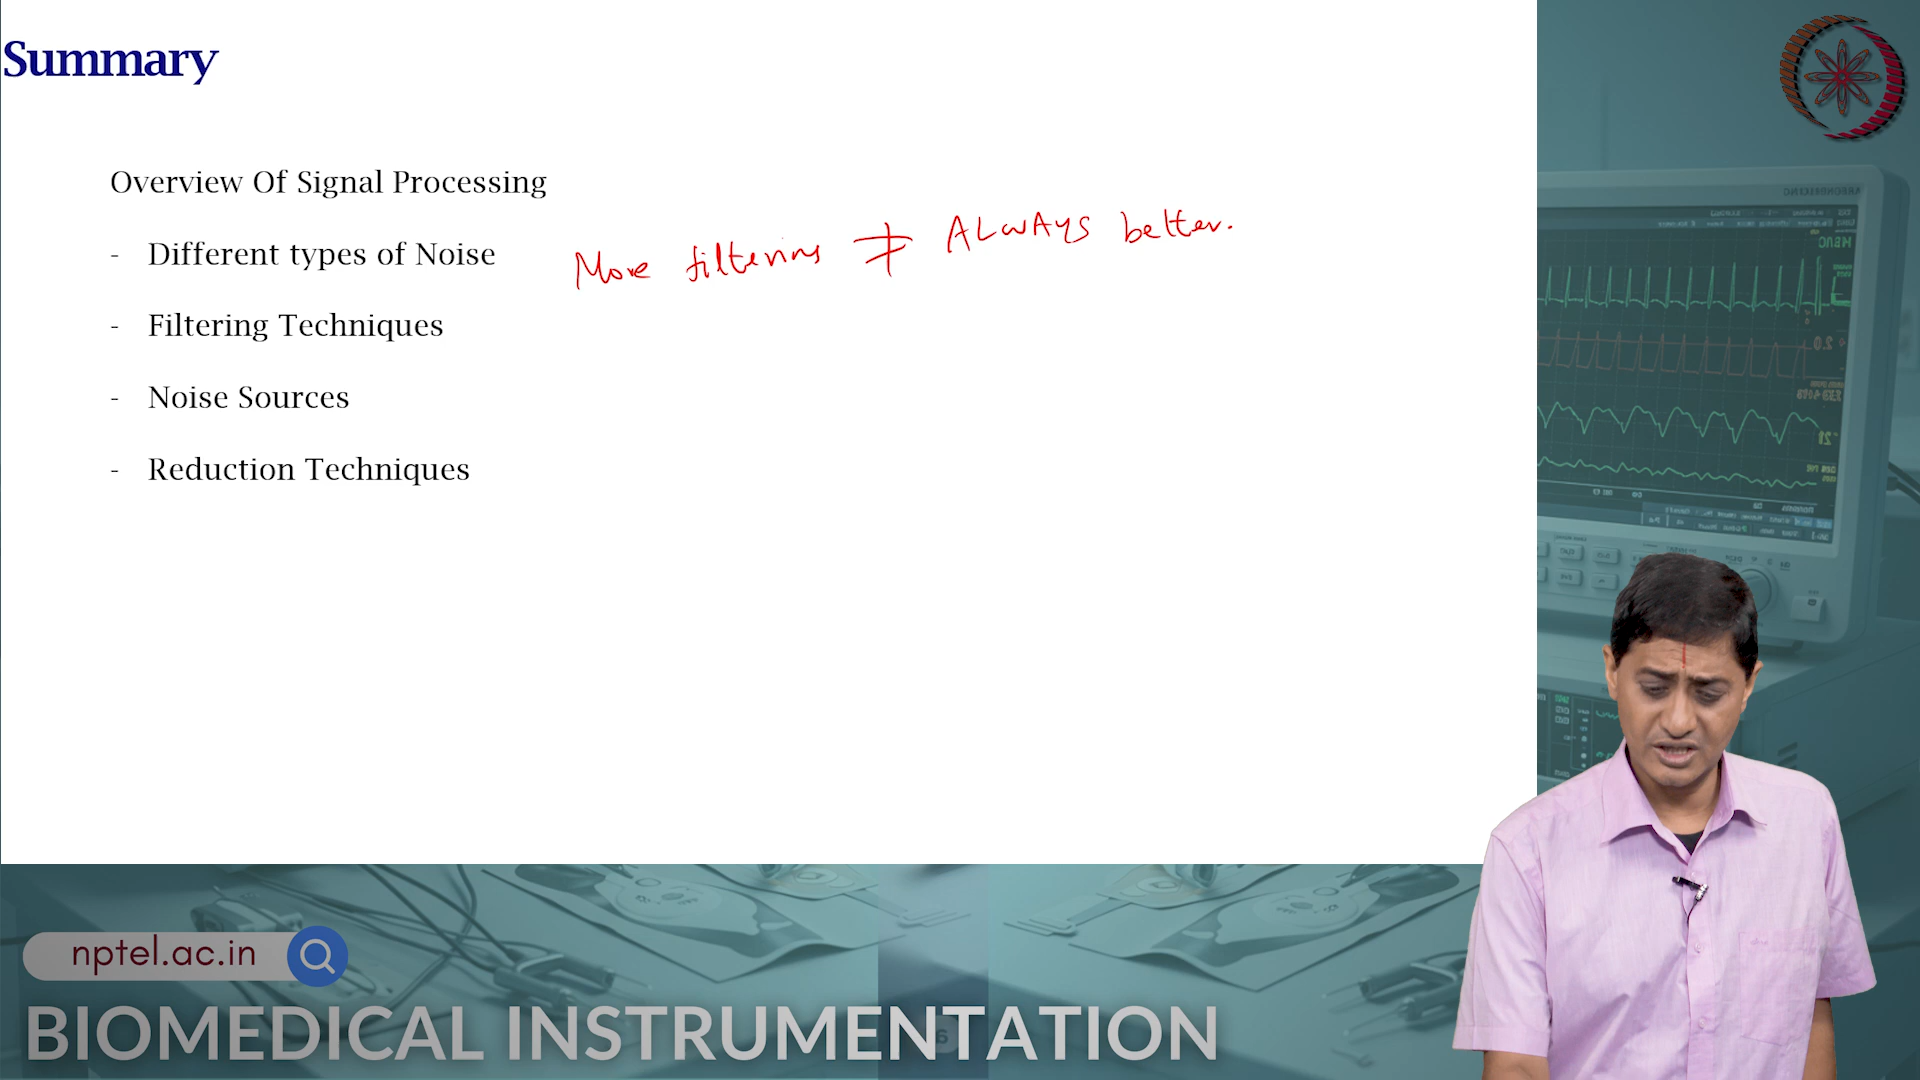 Summary
Overview Of Signal Processing
- Different types of Noise
More filtering ≠ ALWAYS better.
- Filtering Techniques
- Noise Sources
- Reduction Techniques
nptel.ac.in
BIOMEDICAL INSTRUMENTATION